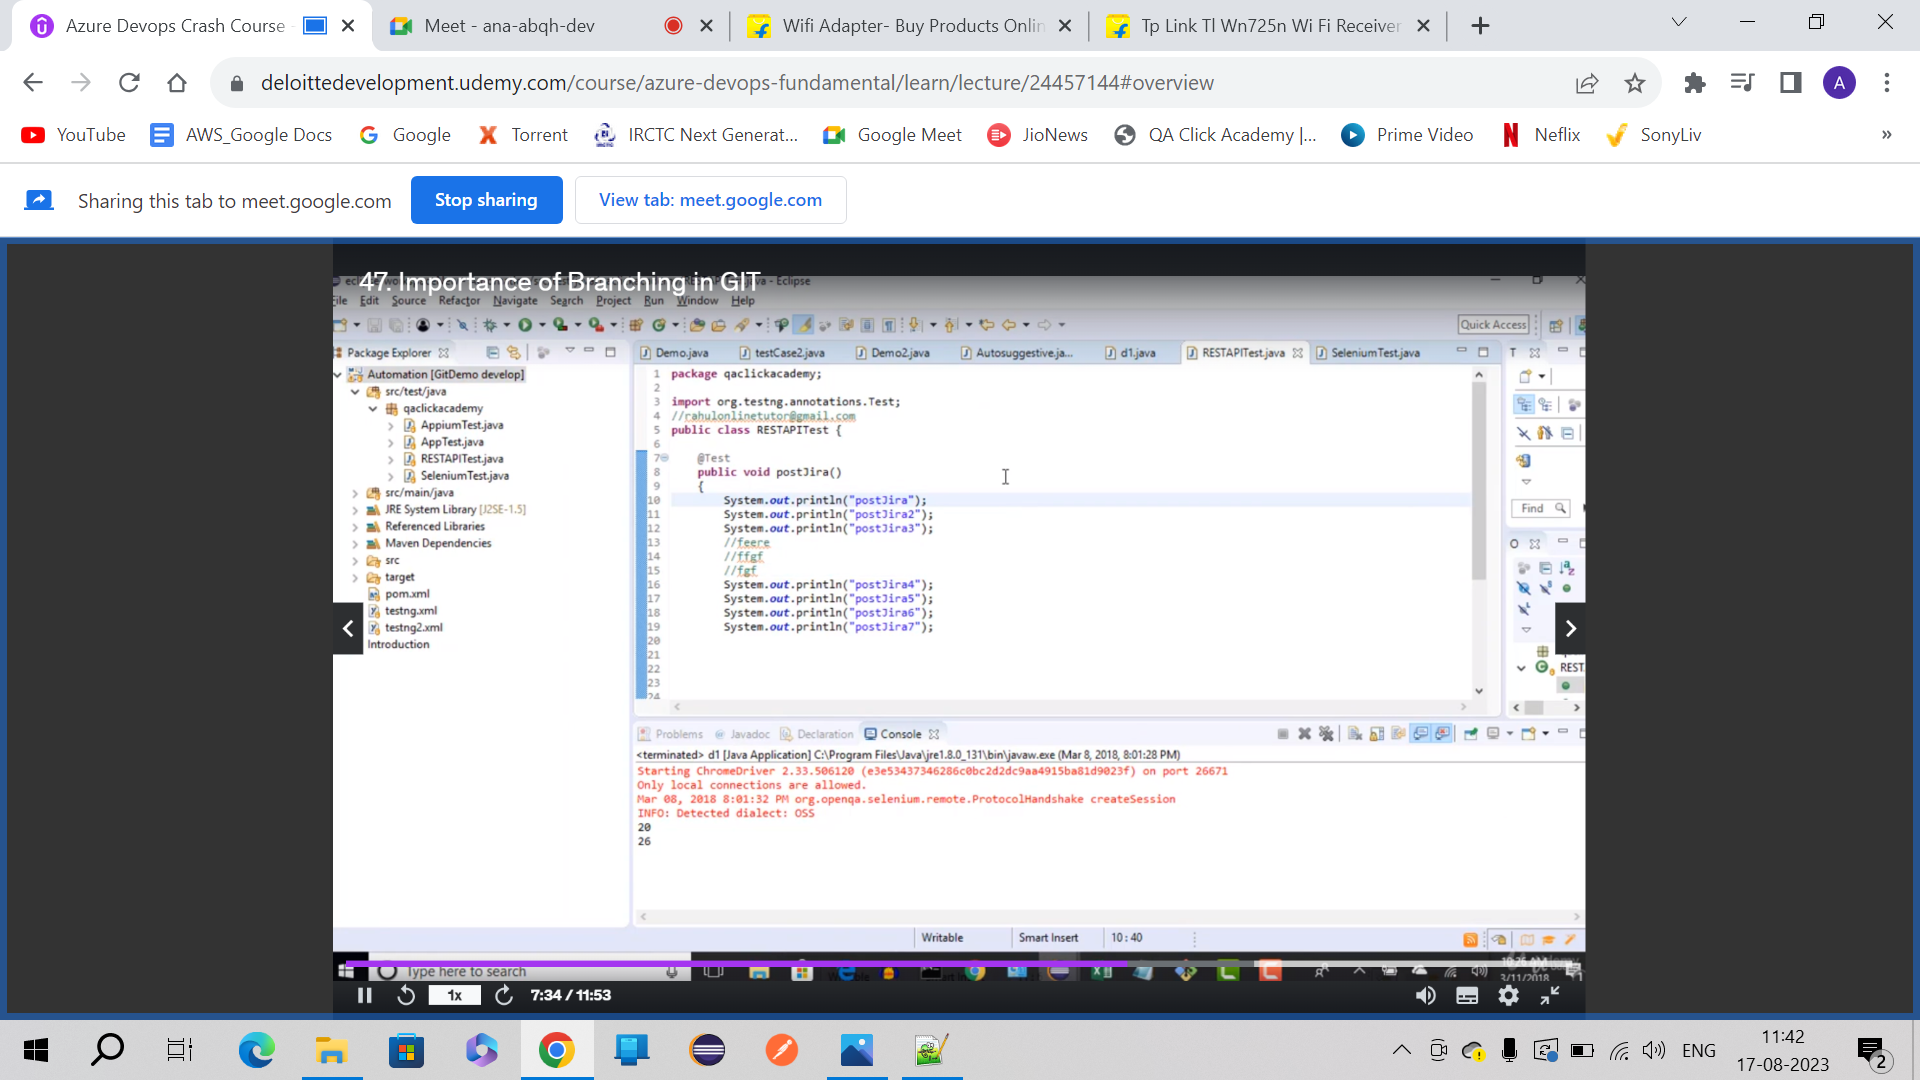 Azure Devops Crash Course
Meet - ana-abqh-dev
Wifi Adapter- Buy Products Onlin
Tp Link Tl Wn725n Wi Fi Receiver
deloittedevelopment.udemy.com/course/azure-devops-fundamental/learn/lecture/24457144#overview
A
YouTube
AWS_Google Docs
Google
Torrent
IRCTC Next Generat...
Google Meet
JioNews
QA Click Academy |...
Prime Video
Neflix
SonyLiv
»
Sharing this tab to meet.google.com
Stop sharing
View tab: meet.google.com
47. Importance of Branching in GIT
- Eclipse
Edit Source Refactor Navigate Search Project Run Window Help
Quick Access
Package Explorer
Automation [GitDemo develop]
src/test/java
qaclickacademy
AppiumTest.java
AppTest.java
RESTAPITest.java
SeleniumTest.java
src/main/java
JRE System Library [J2SE-1.5]
Referenced Libraries
Maven Dependencies
src
target
pom.xml
testng.xml
testng2.xml
Introduction
Demo.java
testCase2.java
Demo2.java
Autosuggestive.ja...
d1.java
RESTAPITest.java
SeleniumTest.java
1 package qaclickacademy;
2
3 import org.testng.annotations.Test;
4 //rahulonlinetutor@gmail.com
5 public class RESTAPITest {
6
7 @Test
8 public void postJira()
9 {
10 System.out.println("postJira");
11 System.out.println("postJira2");
12 System.out.println("postJira3");
13 //feere
14 //ffgf
15 //fgf
16 System.out.println("postJira4");
17 System.out.println("postJira5");
18 System.out.println("postJira6");
19 System.out.println("postJira7");
20
21
22
23
24
Find
REST
Problems
Javadoc
Declaration
Console
<terminated> d1 [Java Application] C:\Program Files\Java\jre1.8.0_131\bin\javaw.exe (Mar 8, 2018, 8:01:28 PM)
Starting ChromeDriver 2.33.506120 (e3e53437346286c0bc2d2dc9aa4915ba81d9023f) on port 26671
Only local connections are allowed.
Mar 08, 2018 8:01:32 PM org.openqa.selenium.remote.ProtocolHandshake createSession
INFO: Detected dialect: OSS
20
26
Writable
Smart Insert
10 : 40
Type here to search
3/11/2018
1x
7:34 / 11:53
ENG
11:42
17-08-2023
2